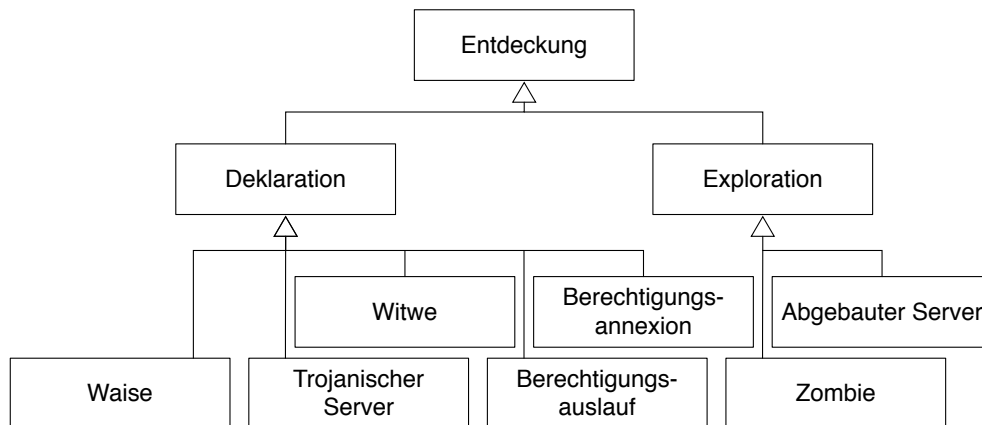 Entdeckung
Deklaration
Exploration
Witwe
Berechtigungs-
annexion
Abgebauter Server
Waise
Trojanischer
Server
Berechtigungs-
auslauf
Zombie